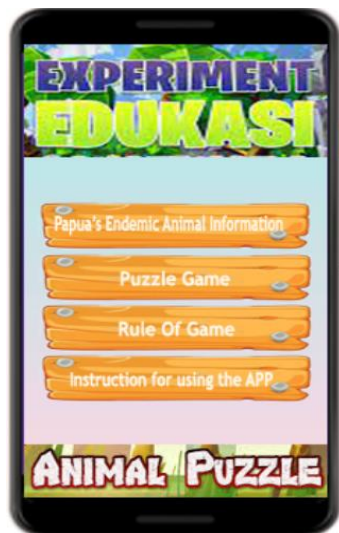 EXPERIMENT
EDUKASI
Papua's Endemic Animal Information
Puzzle Game
Rule Of Game
Instruction for using the APP
ANIMAL PUZZLE